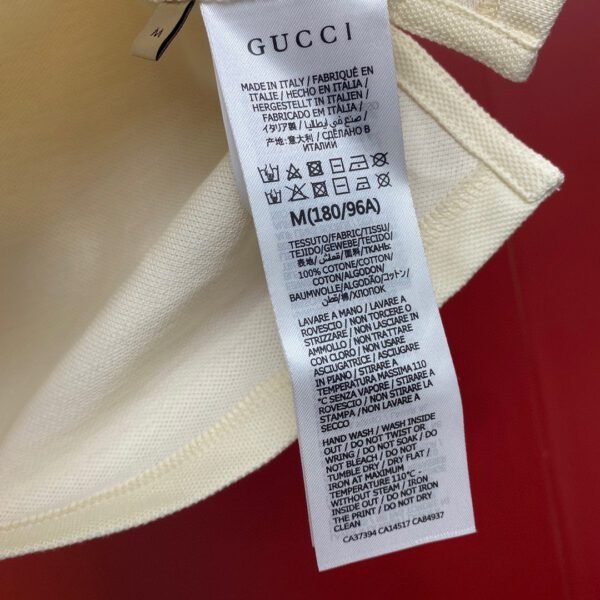 M
GUCCI
MADE IN ITALY / FABRIQUÉ EN
ITALIE / HECHO EN ITALIA /
HERGESTELLT IN ITALIEN /
FABRICADO EM ITÁLIA /
イタリア製 / صنع في إيطاليا /
产地:意大利 / СДЕЛАНО В
ИТАЛИИ
M(180/96A)
TESSUTO/FABRIC/TISSU/
TEJIDO/GEWEBE/TECIDO/
表地/قماش/面料/ТКАНЬ:
100% COTONE/COTTON/
COTON/ALGODON/
BAUMWOLLE/ALGODÃO/コットン/
قطن/棉/ХЛОПОК
LAVARE A MANO / LAVARE A
ROVESCIO / NON TORCERE O
STRIZZARE / NON LASCIARE IN
AMMOLLO / NON TRATTARE
CON CLORO / NON USARE
ASCIUGATRICE / ASCIUGARE
IN PIANO / STIRARE A
TEMPERATURA MASSIMA 110
°C SENZA VAPORE / STIRARE A
ROVESCIO / NON STIRARE LA
STAMPA /NON LAVARE A
SECCO
HAND WASH / WASH INSIDE
OUT / DO NOT TWIST OR
WRING / DO NOT SOAK / DO
NOT BLEACH / DO NOT
TUMBLE DRY / DRY FLAT /
IRON AT MAXIMUM
TEMPERATURE 110°C -
WITHOUT STEAM / IRON
INSIDE OUT / DO NOT IRON
THE PRINT / DO NOT DRY
CLEAN
CA37394 CA14517 CA84937